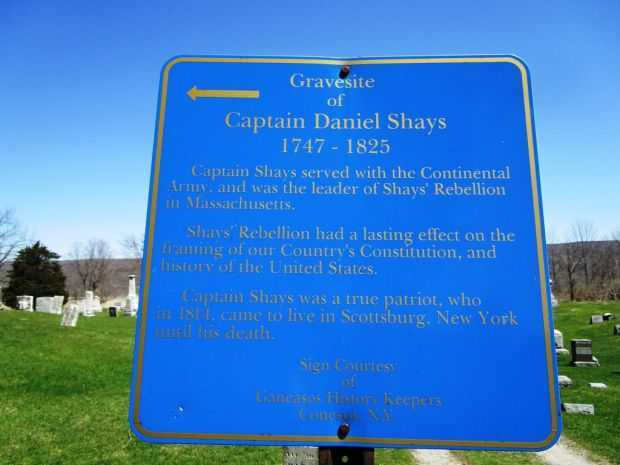 Gravesite
of
Captain Daniel Shays
1747 - 1825
Captain Shays served with the Continental
Army, and was the leader of Shays' Rebellion
in Massachusetts.
Shays' Rebellion had a lasting effect on the
framing of our Country's Constitution, and
history of the United States.
Captain Shays was a true patriot, who
in 1814, came to live in Scottsburg, New York
until his death.
Sign Courtesy
of
Ganeasos History Keepers
Conesus, N.Y.